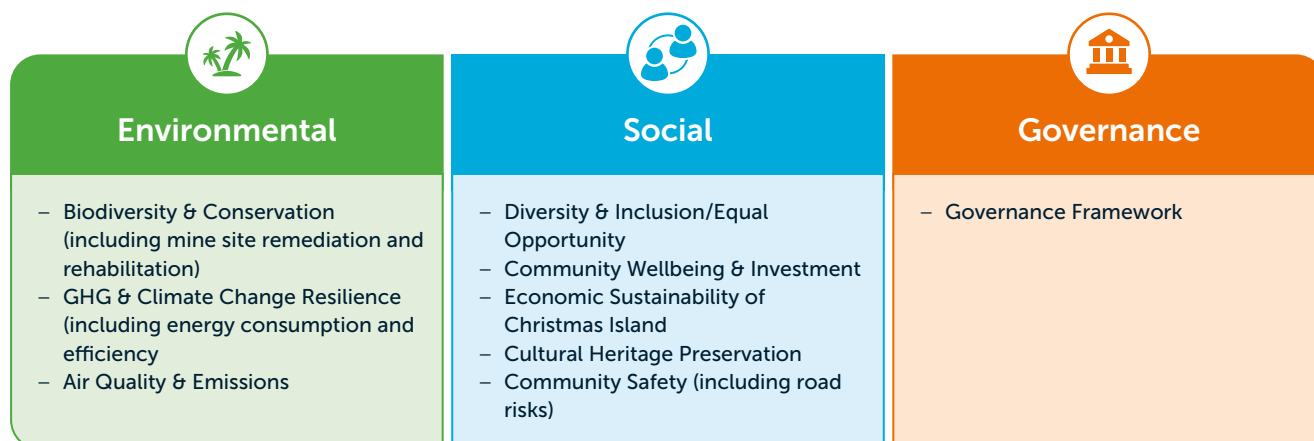 Environmental
– Biodiversity & Conservation
(including mine site remediation and
rehabilitation)
– GHG & Climate Change Resilience
(including energy consumption and
efficiency
– Air Quality & Emissions
Social
– Diversity & Inclusion/Equal
Opportunity
– Community Wellbeing & Investment
– Economic Sustainability of
Christmas Island
– Cultural Heritage Preservation
– Community Safety (including road
risks)
Governance
– Governance Framework